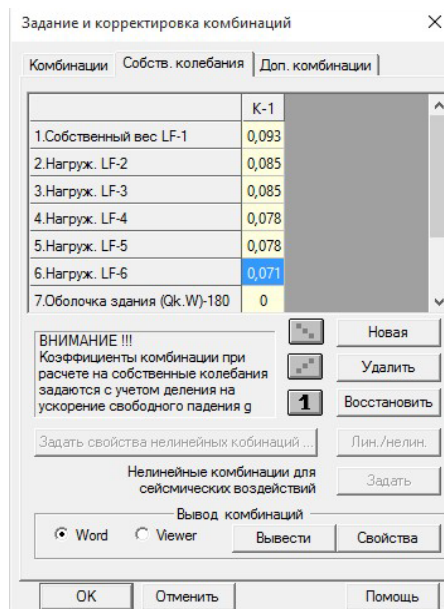 Задание и корректировка комбинаций
Комбинации Собств. колебания Доп. комбинации
К-1
1.Собственный вес LF-1 0,093
2.Нагруж. LF-2 0,085
3.Нагруж. LF-3 0,085
4.Нагруж. LF-4 0,078
5.Нагруж. LF-5 0,078
6.Нагруж. LF-6 0,071
7.Оболочка здания (Qk.W)-180 0
ВНИМАНИЕ !!!
Коэффициенты комбинации при
расчете на собственные колебания
задаются с учетом деления на
ускорение свободного падения g
1
Новая
Удалить
Восстановить
Задать свойства нелинейных кобинаций ... Лин./нелин.
Нелинейные комбинации для
сейсмических воздействий
Задать
Вывод комбинаций
Word Viewer Вывести Свойства
OK Отменить Помощь